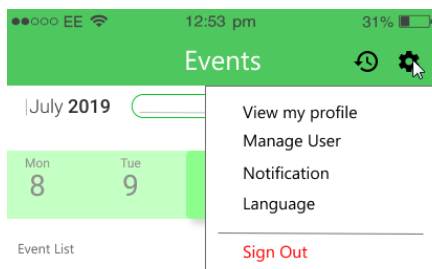 EE 12:53 pm 31%
Events
July 2019
View my profile
Manage User
Notification
Language
Sign Out
Mon Tue
8 9
Event List